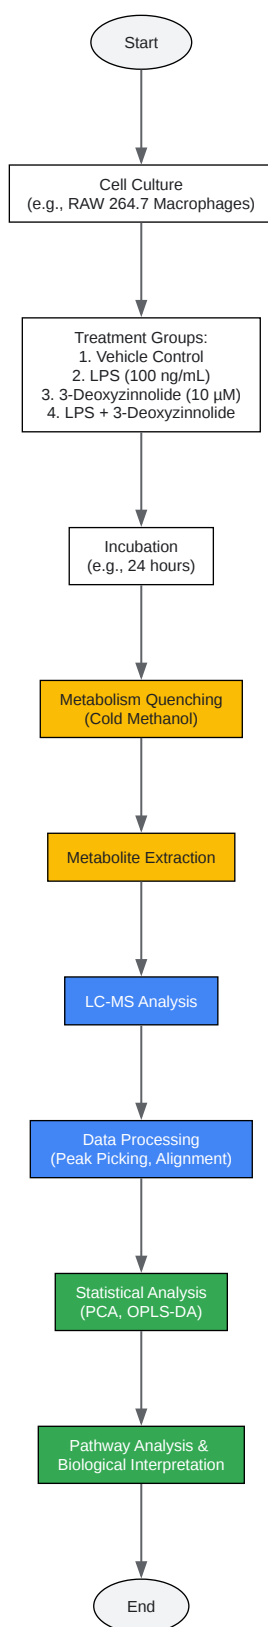 Start
Cell Culture
(e.g., RAW 264.7 Macrophages)
Treatment Groups:
1. Vehicle Control
2. LPS (100 ng/mL)
3. 3-Deoxyzinnolide (10 µM)
4. LPS + 3-Deoxyzinnolide
Incubation
(e.g., 24 hours)
Metabolism Quenching
(Cold Methanol)
Metabolite Extraction
LC-MS Analysis
Data Processing
(Peak Picking, Alignment)
Statistical Analysis
(PCA, OPLS-DA)
Pathway Analysis &
Biological Interpretation
End